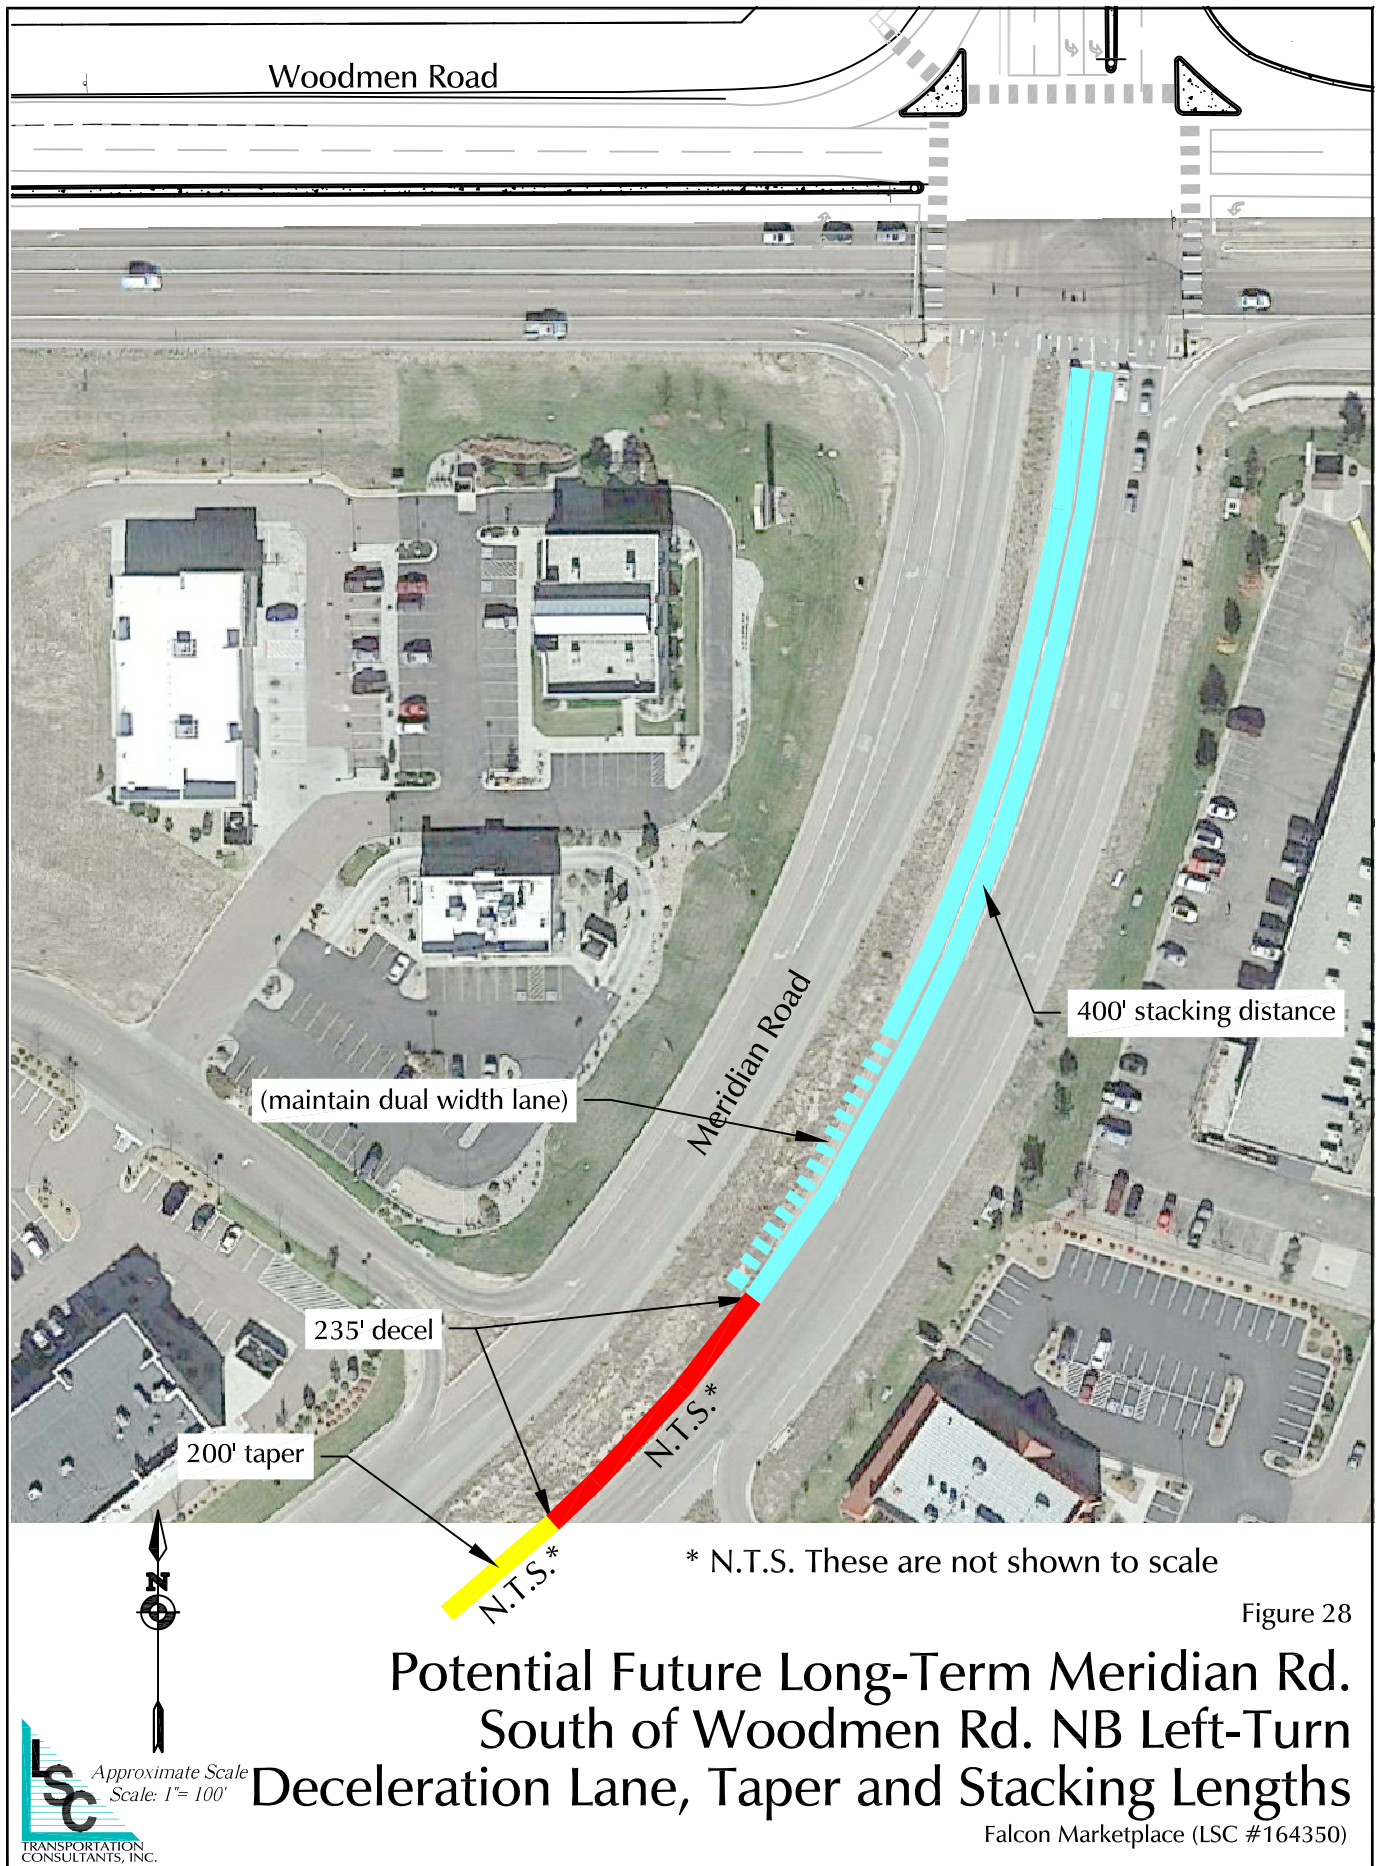 Woodmen Road
400' stacking distance
(maintain dual width lane)
Meridian Road
235' decel
N.T.S.*
200' taper
N.T.S.*
* N.T.S. These are not shown to scale
N
Figure 28
Potential Future Long-Term Meridian Rd.
South of Woodmen Rd. NB Left-Turn
Deceleration Lane, Taper and Stacking Lengths
Approximate Scale
Scale: 1"= 100'
LSC
TRANSPORTATION
CONSULTANTS, INC.
Falcon Marketplace (LSC #164350)